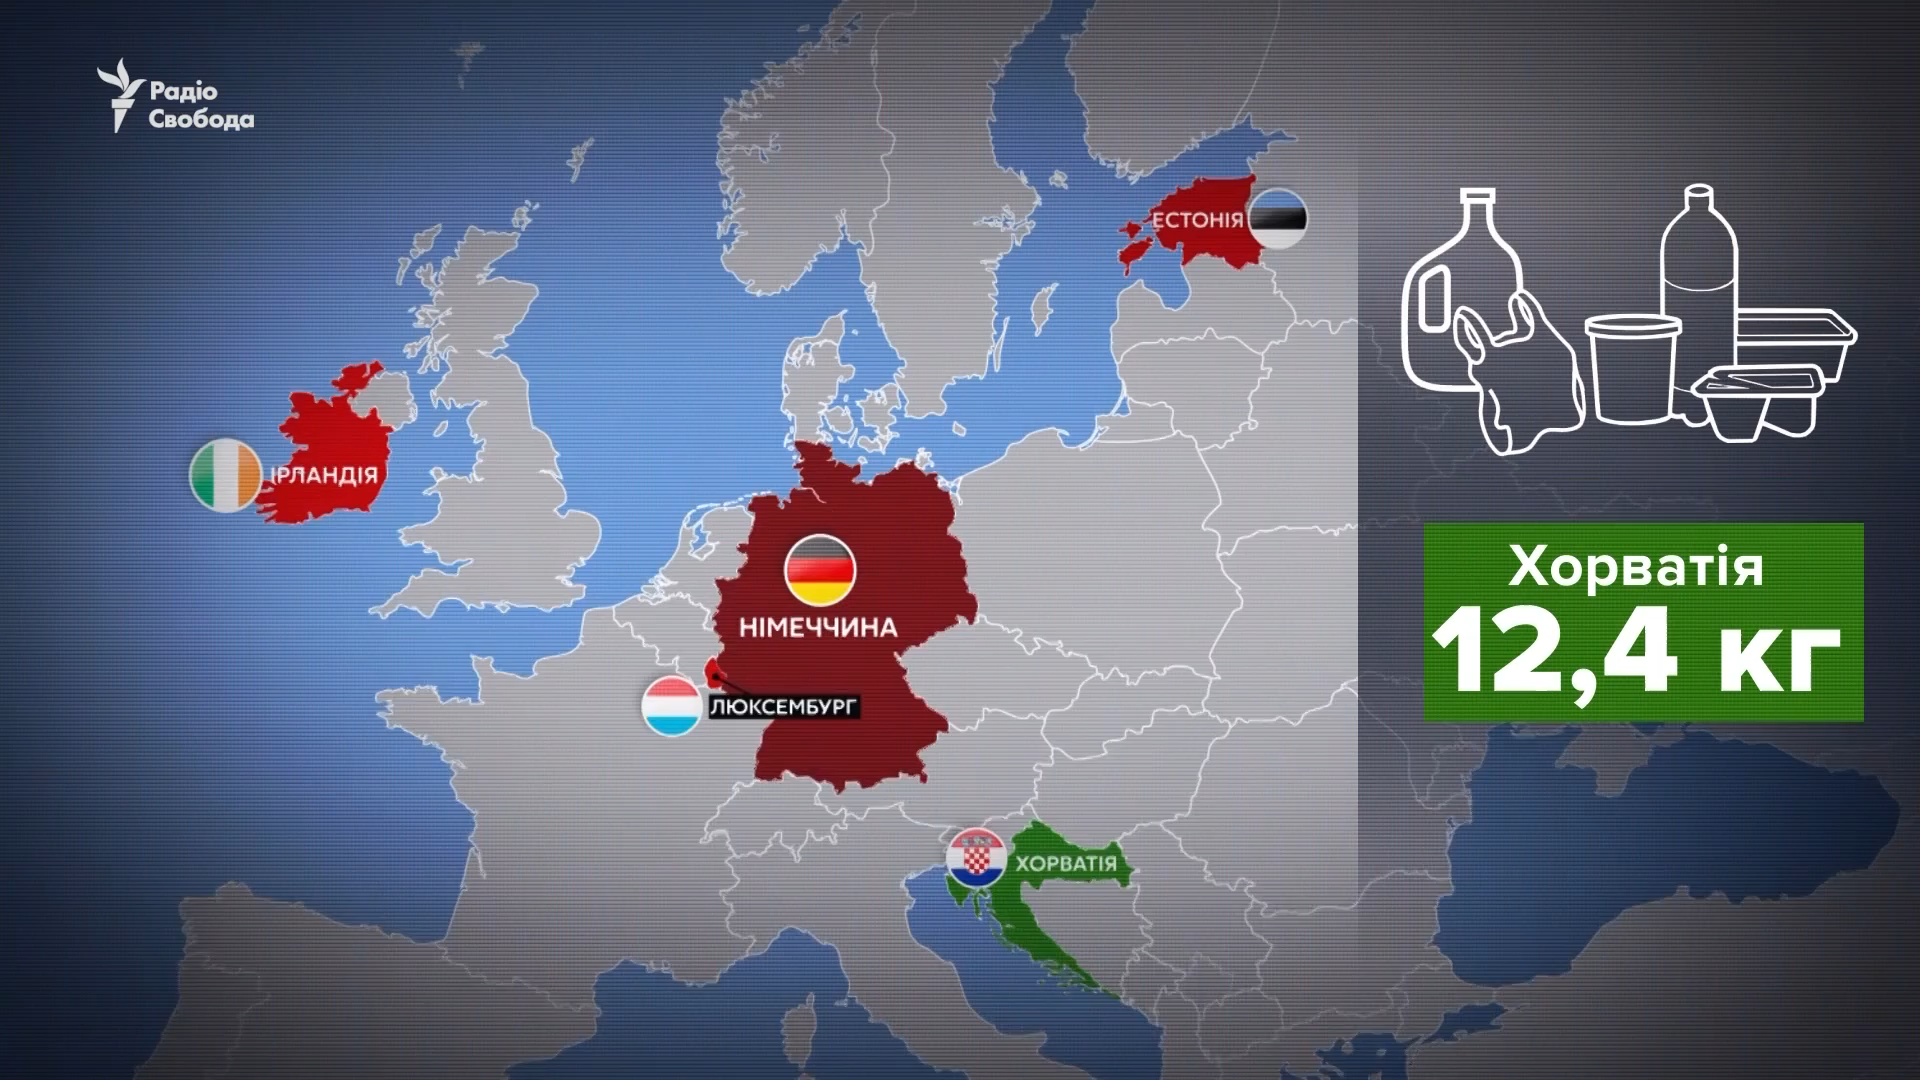 Радіо
Свобода
ЕСТОНІЯ
ІРЛАНДІЯ
НІМЕЧЧИНА
ЛЮКСЕМБУРГ
ХОРВАТІЯ
Хорватія
12,4 кг